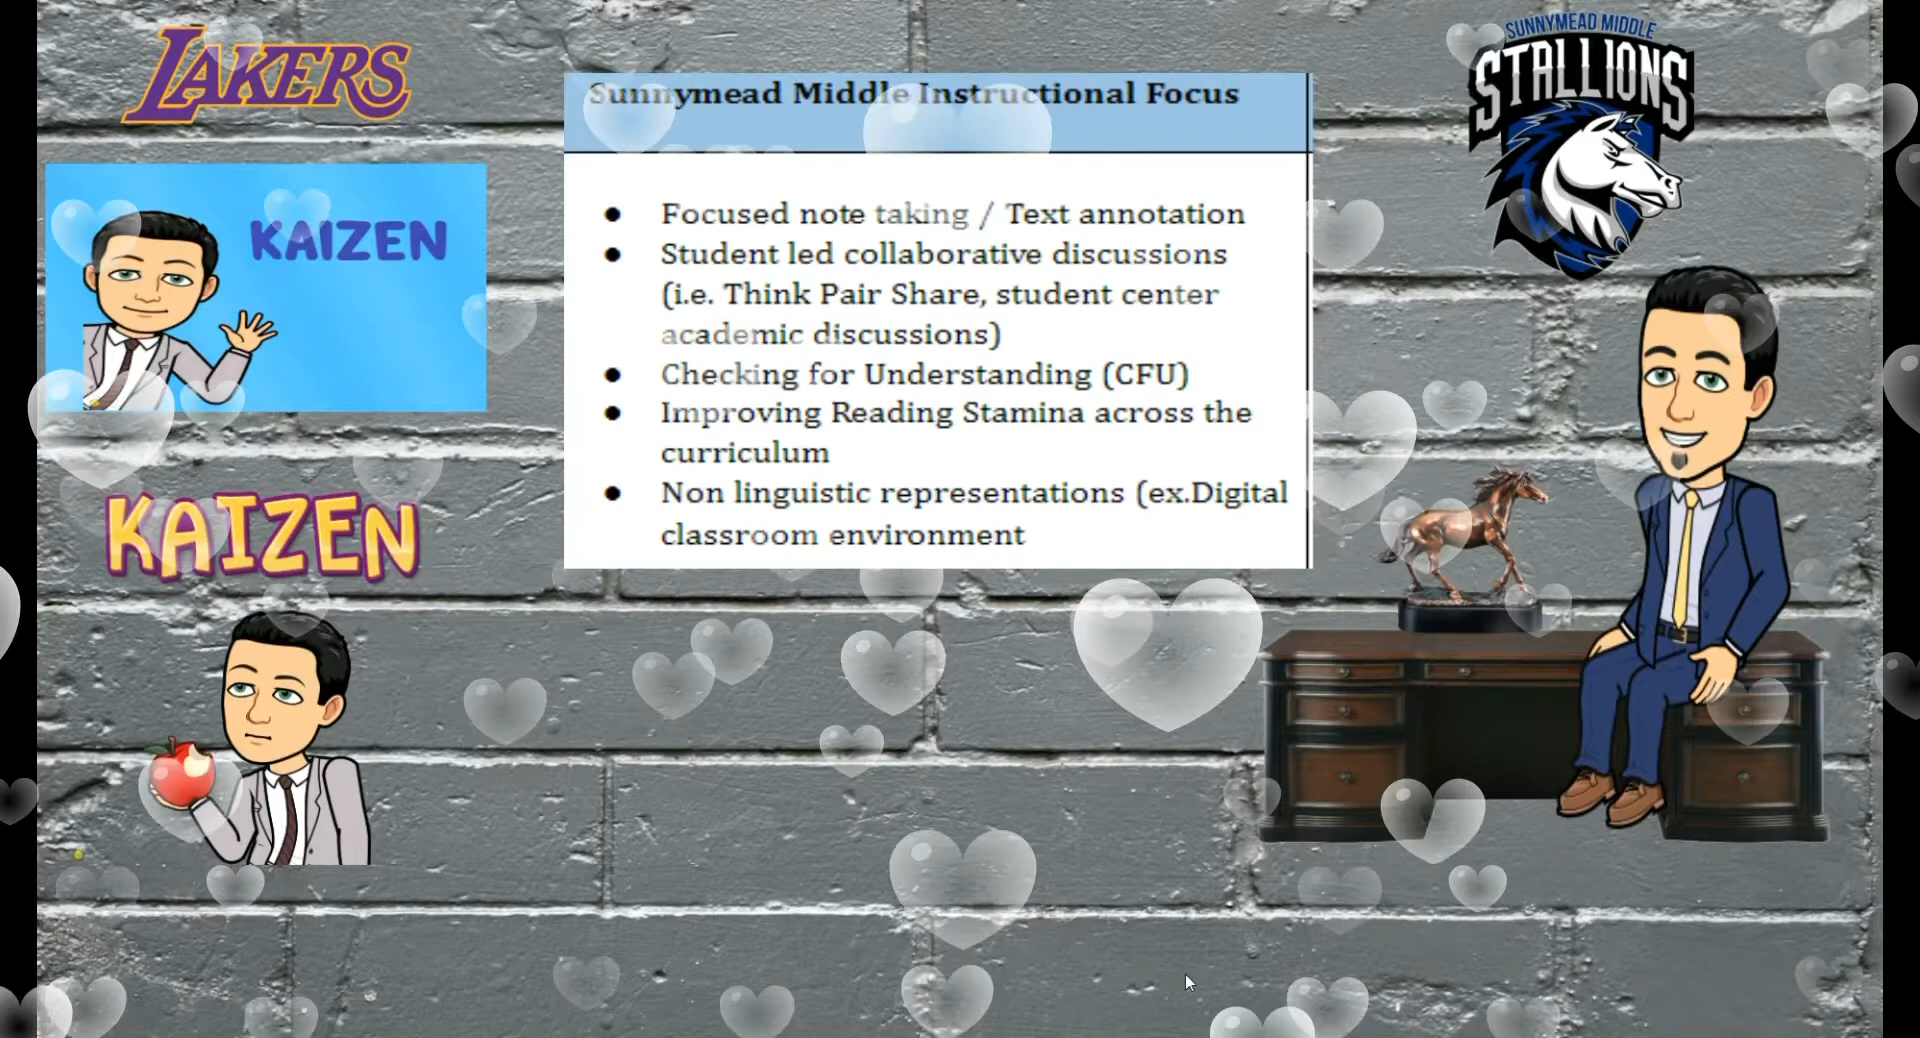 LAKERS
SUNNYMEAD MIDDLE
STALLIONS
Sunnymead Middle Instructional Focus
KAIZEN
● Focused note taking / Text annotation
● Student led collaborative discussions
(i.e. Think Pair Share, student center
academic discussions)
● Checking for Understanding (CFU)
● Improving Reading Stamina across the
curriculum
● Non linguistic representations (ex.Digital
classroom environment
KAIZEN